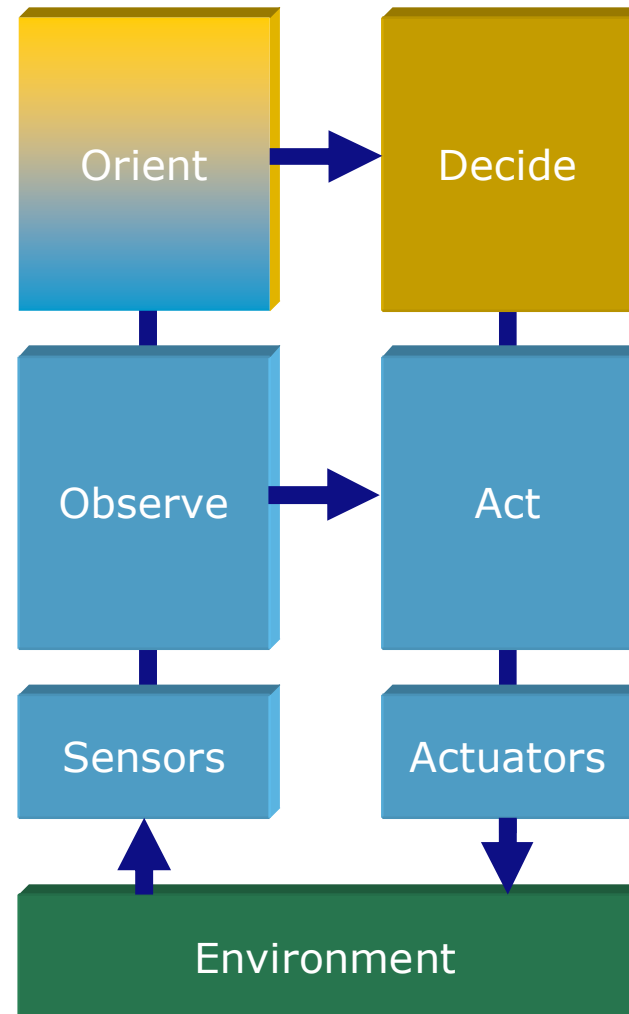 Orient
Decide
Observe
Act
Sensors
Actuators
Environment